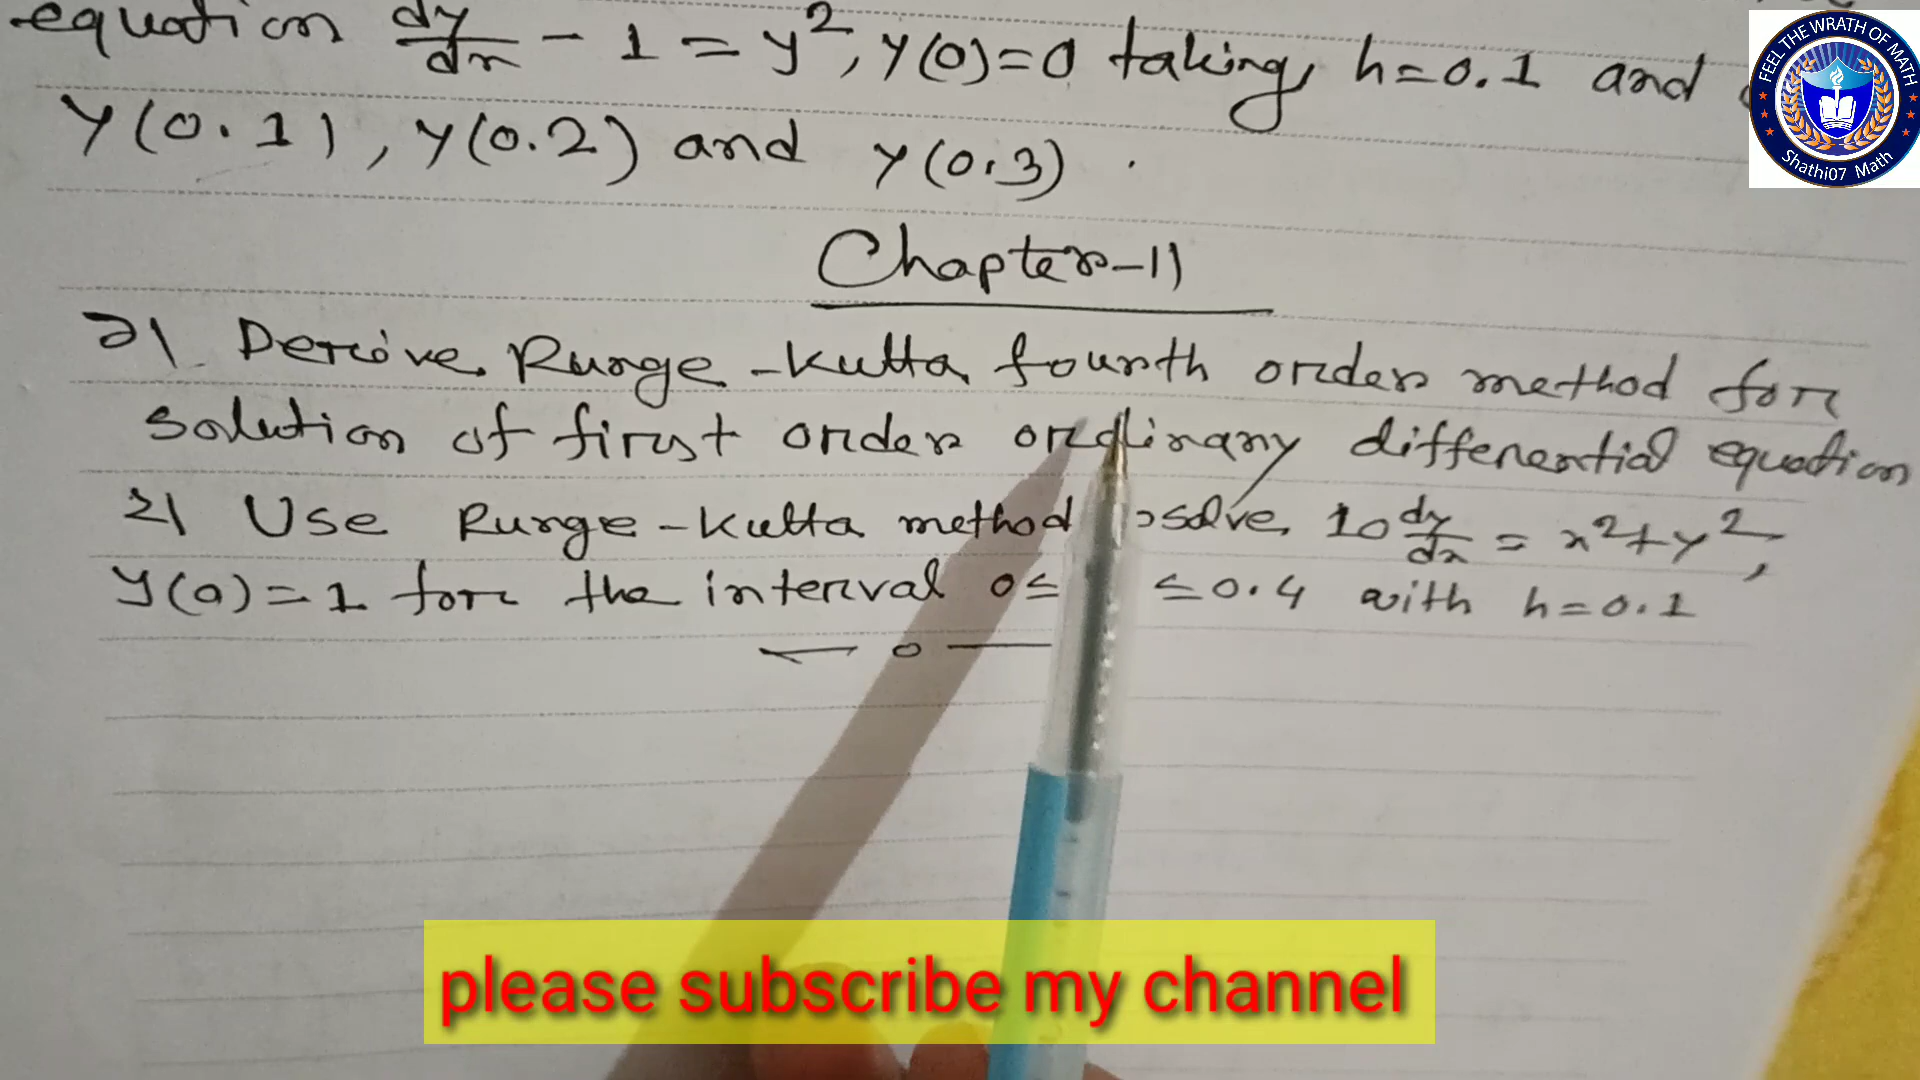 equation dy/dx - 1 = y², y(0)=0 taking h=0.1 and
y(0.1), y(0.2) and y(0.3).
Chapter-11
১। Derive Runge-Kutta fourth order method for
solution of first order ordinary differential equation
২। Use Runge-Kutta method solve 10 dy/dx = x²+y²,
y(0)=1 for the interval 0≤ ≤0.4 with h=0.1
FEEL THE WRATH OF MATH
Shathi07 Math
please subscribe my channel